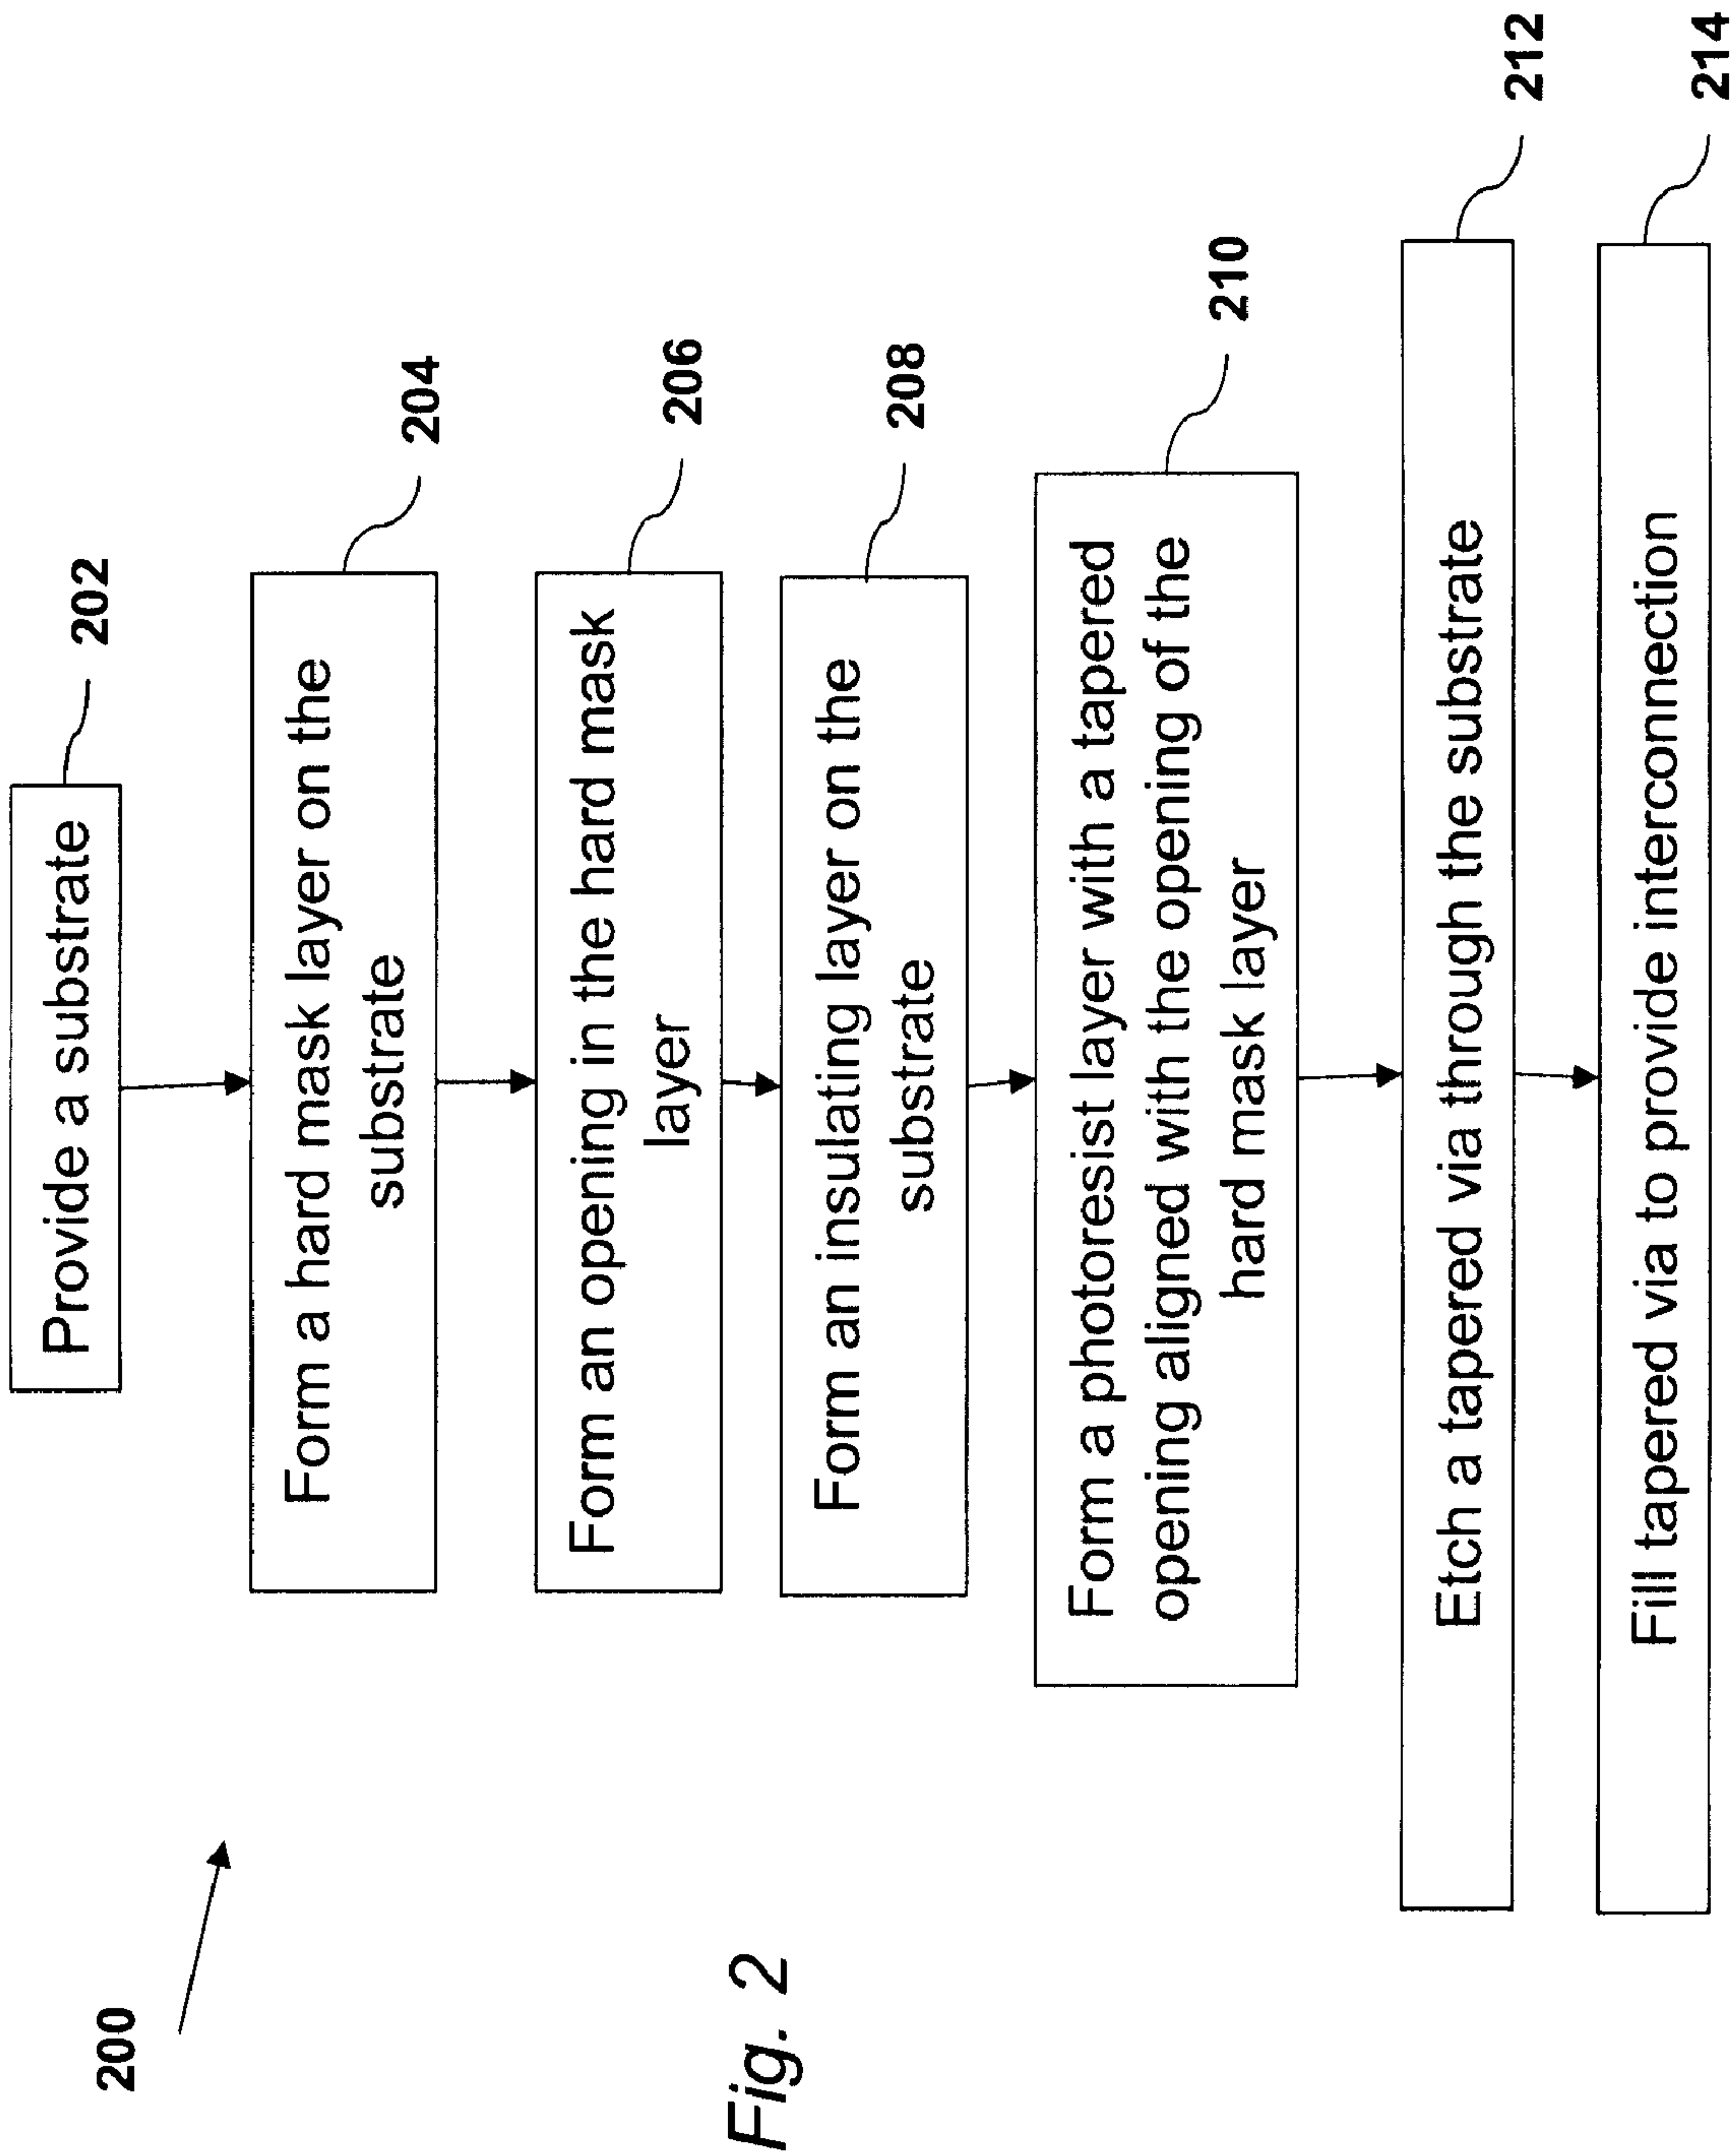 200
Provide a substrate
202
Form a hard mask layer on the
substrate
204
Form an opening in the hard mask
layer
206
Form an insulating layer on the
substrate
208
Form a photoresist layer with a tapered
opening aligned with the opening of the
hard mask layer
210
Etch a tapered via through the substrate
212
Fill tapered via to provide interconnection
214
Fig. 2